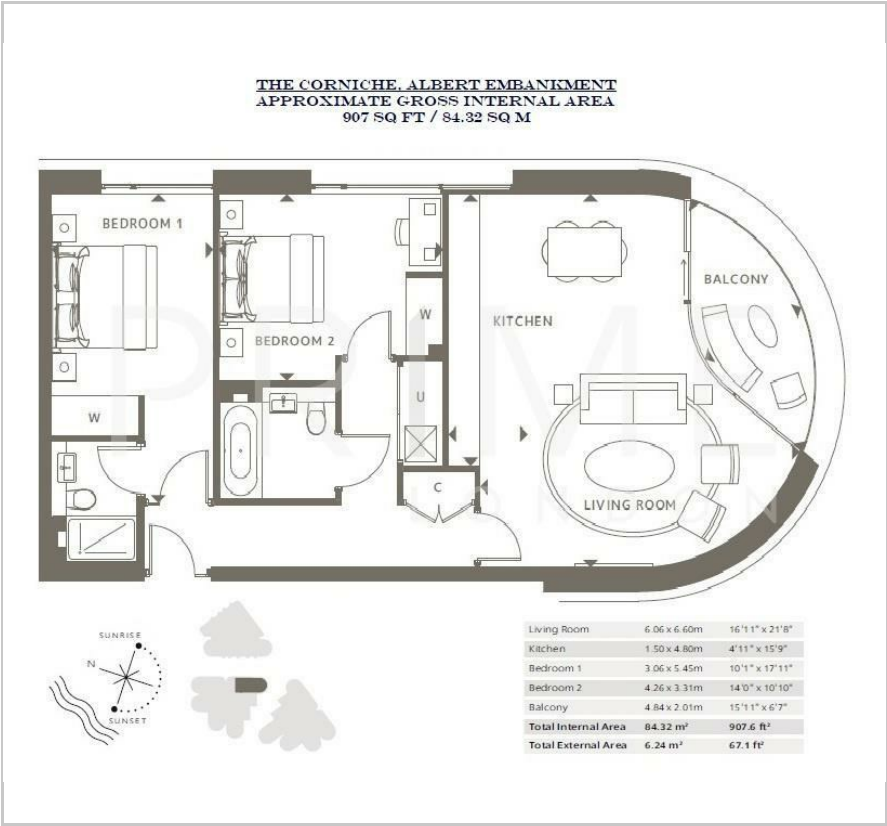 THE CORNICHE, ALBERT EMBANKMENT
APPROXIMATE GROSS INTERNAL AREA
907 SQ FT / 84.32 SQ M
BEDROOM 1
BEDROOM 2
W
KITCHEN
BALCONY
W
U
C
LIVING ROOM
PRIME
LONDON
SUNRISE
N
SUNSET
Living Room 6.06 x 6.60m 16'11" x 21'8"
Kitchen 1.50 x 4.80m 4'11" x 15'9"
Bedroom 1 3.06 x 5.45m 10'1" x 17'11"
Bedroom 2 4.26 x 3.31m 14'0" x 10'10"
Balcony 4.84 x 2.01m 15'11" x 6'7"
Total Internal Area 84.32 m² 907.6 ft²
Total External Area 6.24 m² 67.1 ft²